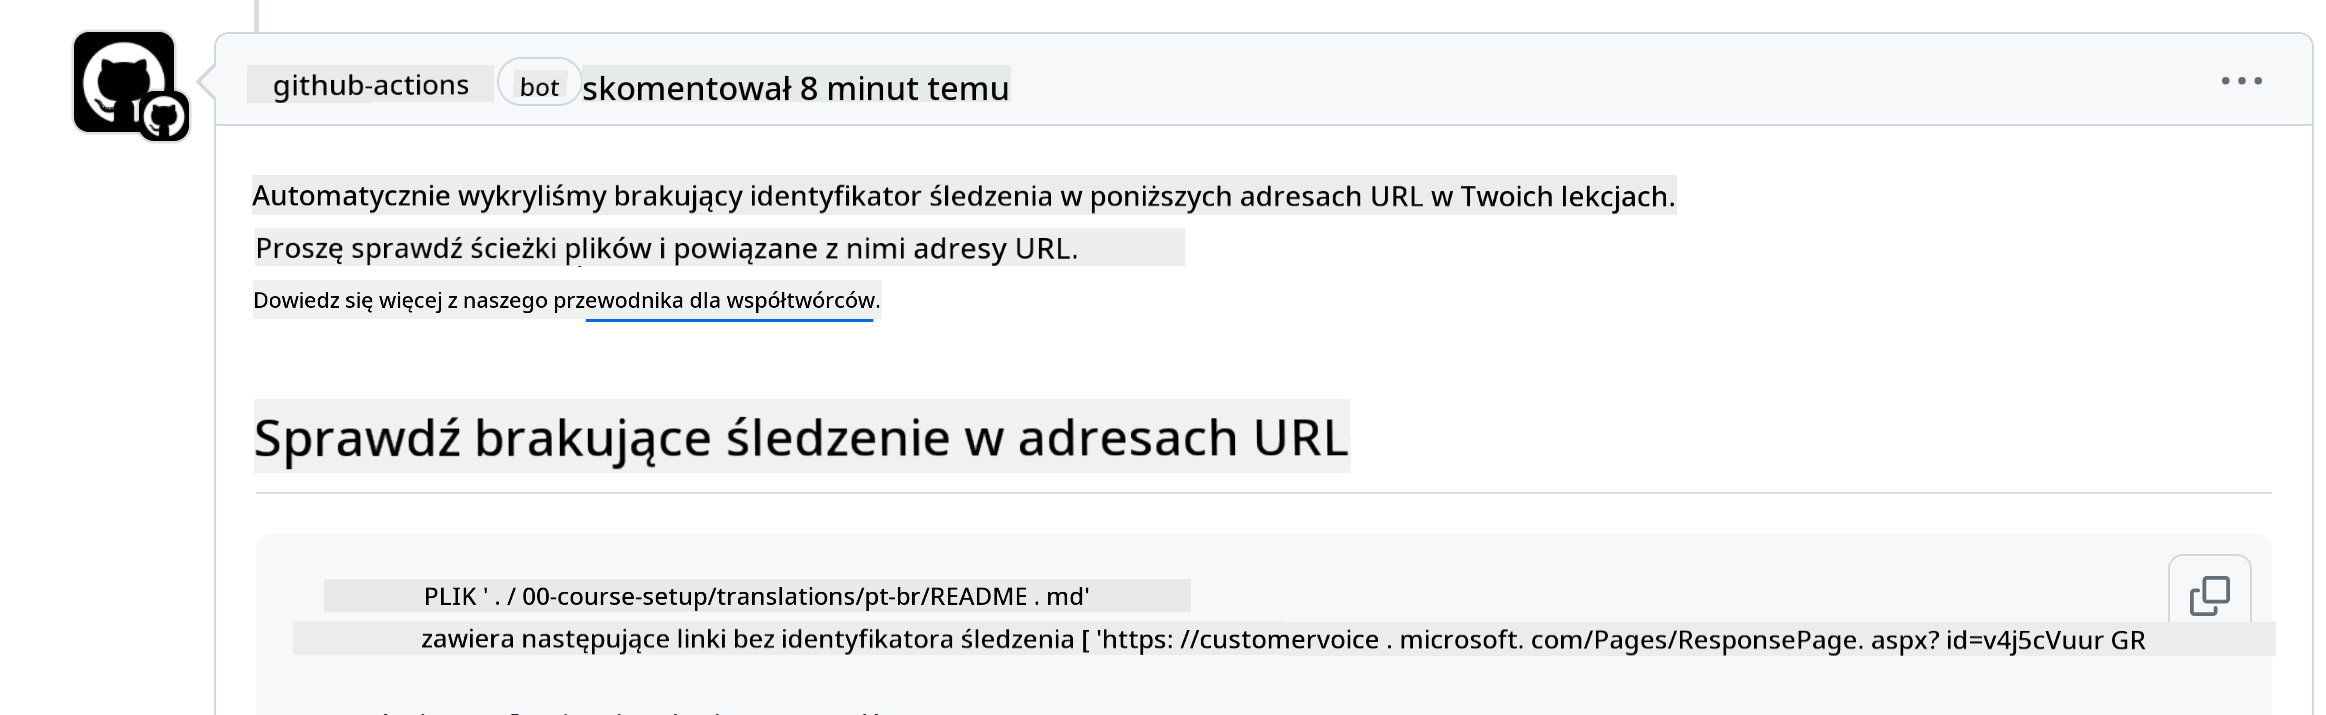 github-actions bot skomentował 8 minut temu
Automatycznie wykryliśmy brakujący identyfikator śledzenia w poniższych adresach URL w Twoich lekcjach.
Proszę sprawdź ścieżki plików i powiązane z nimi adresy URL.
Dowiedz się więcej z naszego przewodnika dla współtwórców.
Sprawdź brakujące śledzenie w adresach URL
PLIK ' . / 00-course-setup/translations/pt-br/README . md'
zawiera następujące linki bez identyfikatora śledzenia [ 'https: //customervoice . microsoft. com/Pages/ResponsePage. aspx? id=v4j5cVuur GR